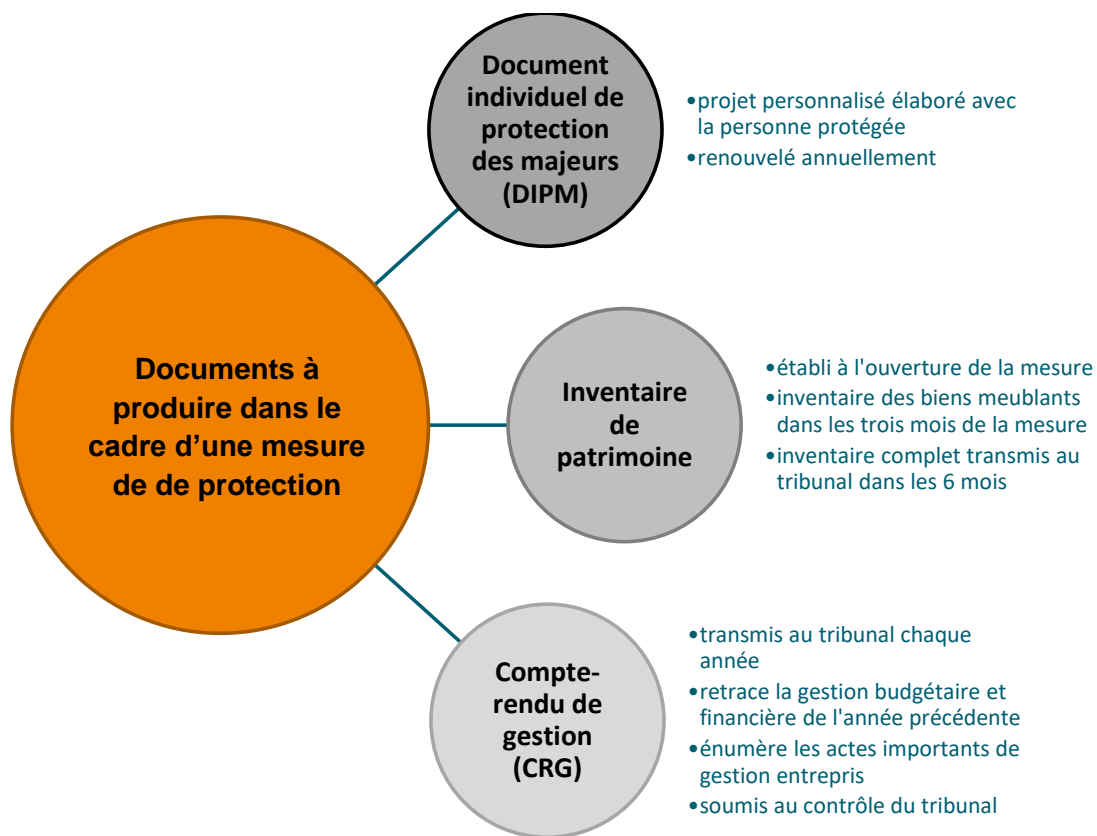 Document
individuel de
protection
des majeurs
(DIPM)
•projet personnalisé élaboré avec
la personne protégée
•renouvelé annuellement
Documents à
produire dans le
cadre d’une mesure
de de protection
Inventaire
de
patrimoine
•établi à l'ouverture de la mesure
•inventaire des biens meublants
dans les trois mois de la mesure
•inventaire complet transmis au
tribunal dans les 6 mois
Compte-
rendu de
gestion
(CRG)
•transmis au tribunal chaque
année
•retrace la gestion budgétaire et
financière de l'année précédente
•énumère les actes importants de
gestion entrepris
•soumis au contrôle du tribunal